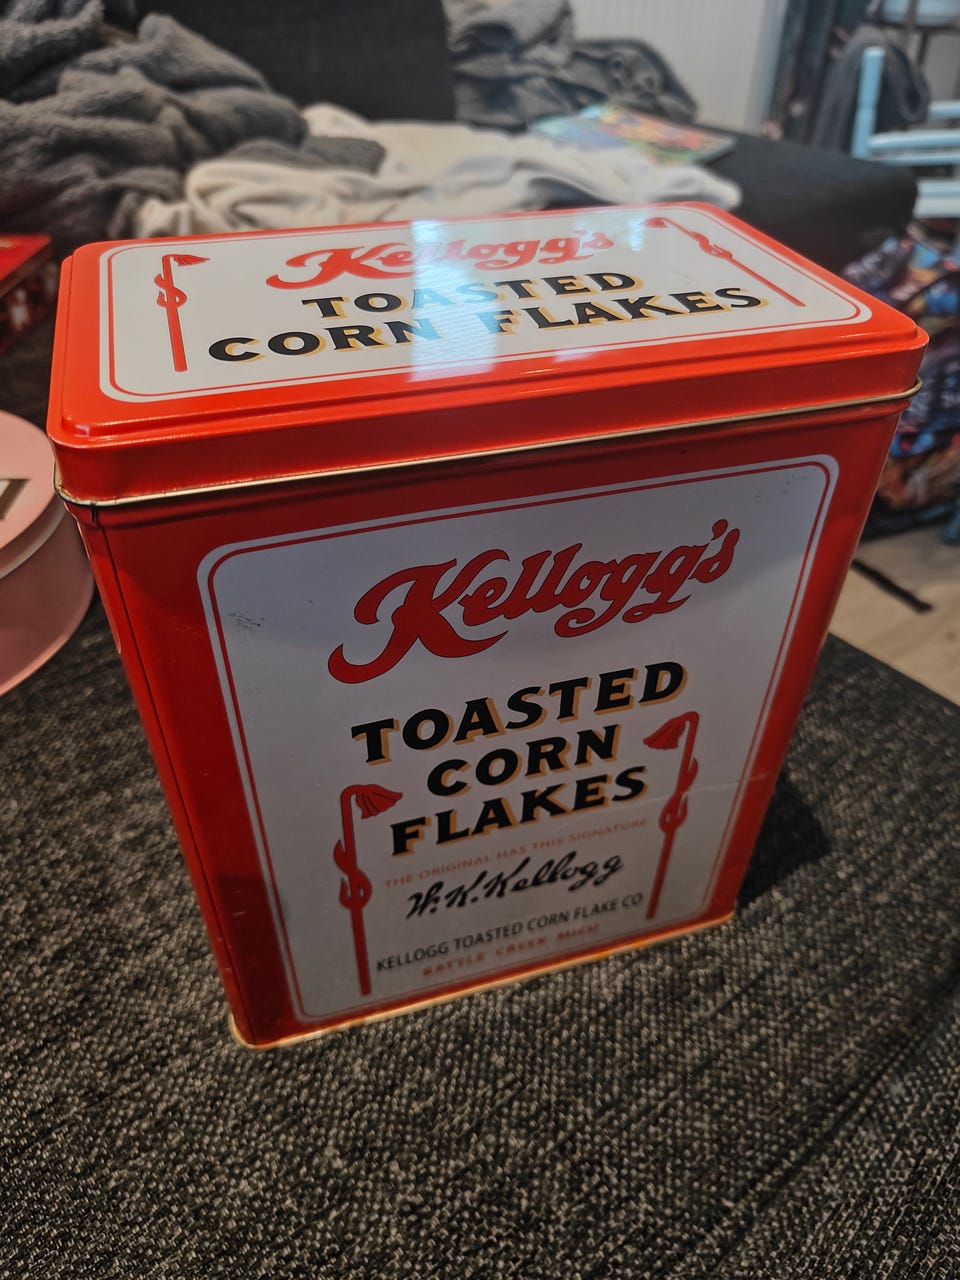 Kellogg's
TOASTED
CORN FLAKES
Kellogg's
TOASTED
CORN
FLAKES
THE ORIGINAL HAS THIS SIGNATURE
W.K.Kellogg
KELLOGG TOASTED CORN FLAKE CO
BATTLE CREEK MICH